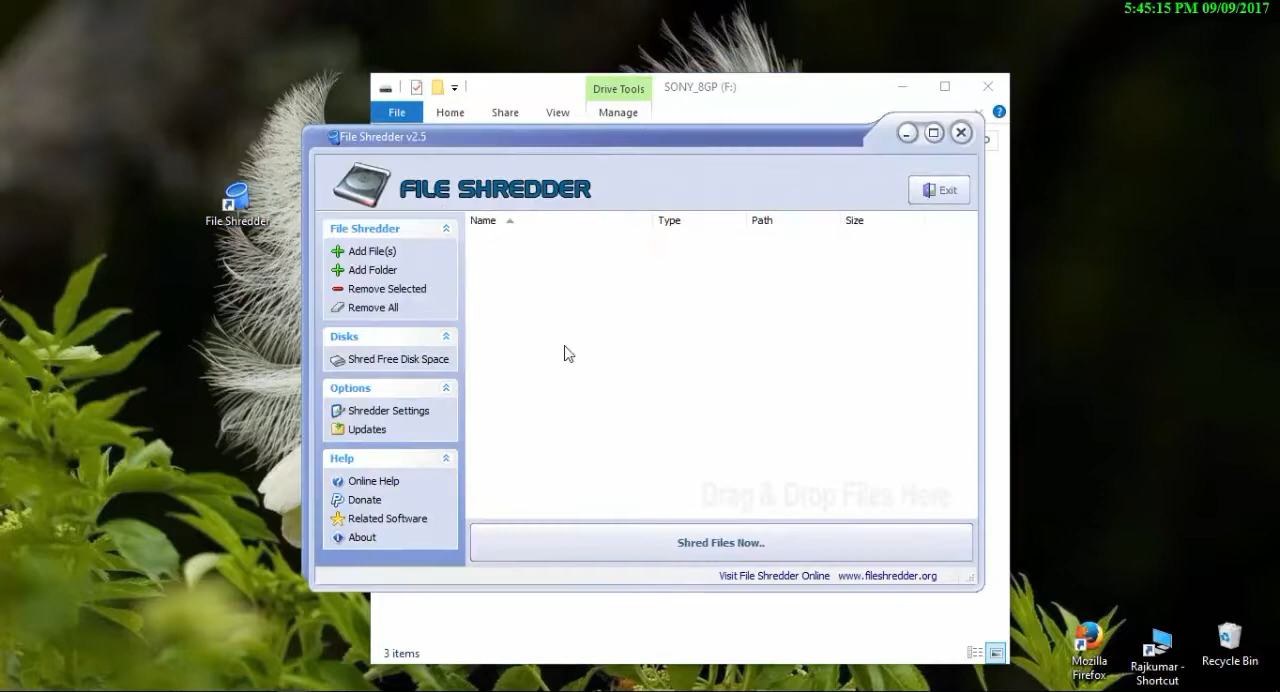 5:45:15 PM 09/09/2017
Drive Tools
SONY_8GP (F:)
File
Home
Share
View
Manage
File Shredder v2.5
FILE SHREDDER
Exit
File Shredder
File Shredder
Add File(s)
Add Folder
Remove Selected
Remove All
Disks
Shred Free Disk Space
Options
Shredder Settings
Updates
Help
Online Help
Donate
Related Software
About
Name
Type
Path
Size
Drag & Drop Files Here
Shred Files Now..
Visit File Shredder Online www.fileshredder.org
3 items
Mozilla
Firefox
Rajkumar -
Shortcut
Recycle Bin